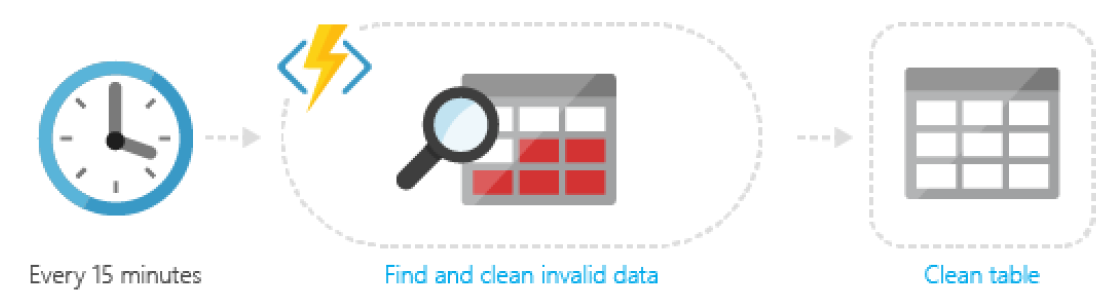 Every 15 minutes
Find and clean invalid data
Clean table